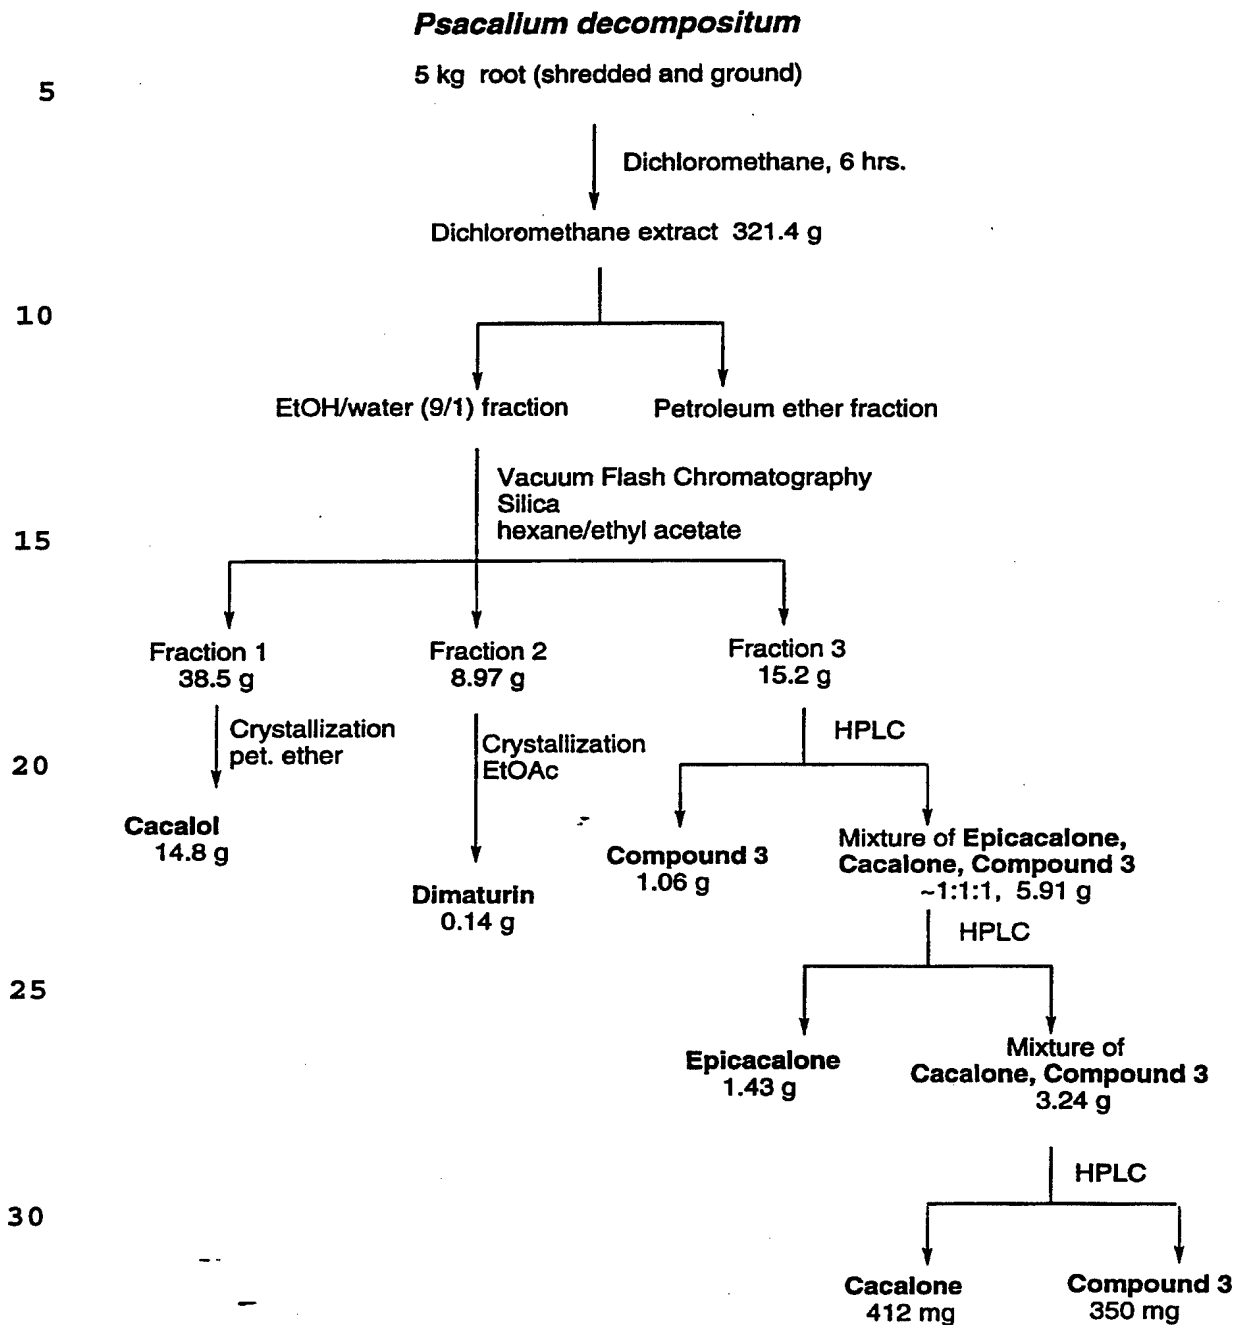 Psacalium decompositum
5
5 kg root (shredded and ground)
Dichloromethane, 6 hrs.
Dichloromethane extract 321.4 g
10
EtOH/water (9/1) fraction
Petroleum ether fraction
Vacuum Flash Chromatography
Silica
hexane/ethyl acetate
15
Fraction 1
38.5 g
Fraction 2
8.97 g
Fraction 3
15.2 g
Crystallization
pet. ether
Crystallization
EtOAc
HPLC
20
Cacalol
14.8 g
Dimaturin
0.14 g
Compound 3
1.06 g
Mixture of Epicacalone,
Cacalone, Compound 3
~1:1:1, 5.91 g
HPLC
25
Epicacalone
1.43 g
Mixture of
Cacalone, Compound 3
3.24 g
HPLC
30
Cacalone
412 mg
Compound 3
350 mg